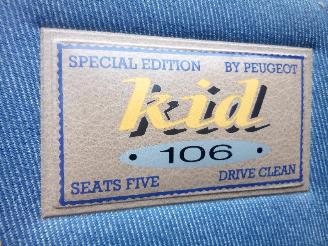 SPECIAL EDITION BY PEUGEOT
kid
• 106 •
SEATS FIVE DRIVE CLEAN